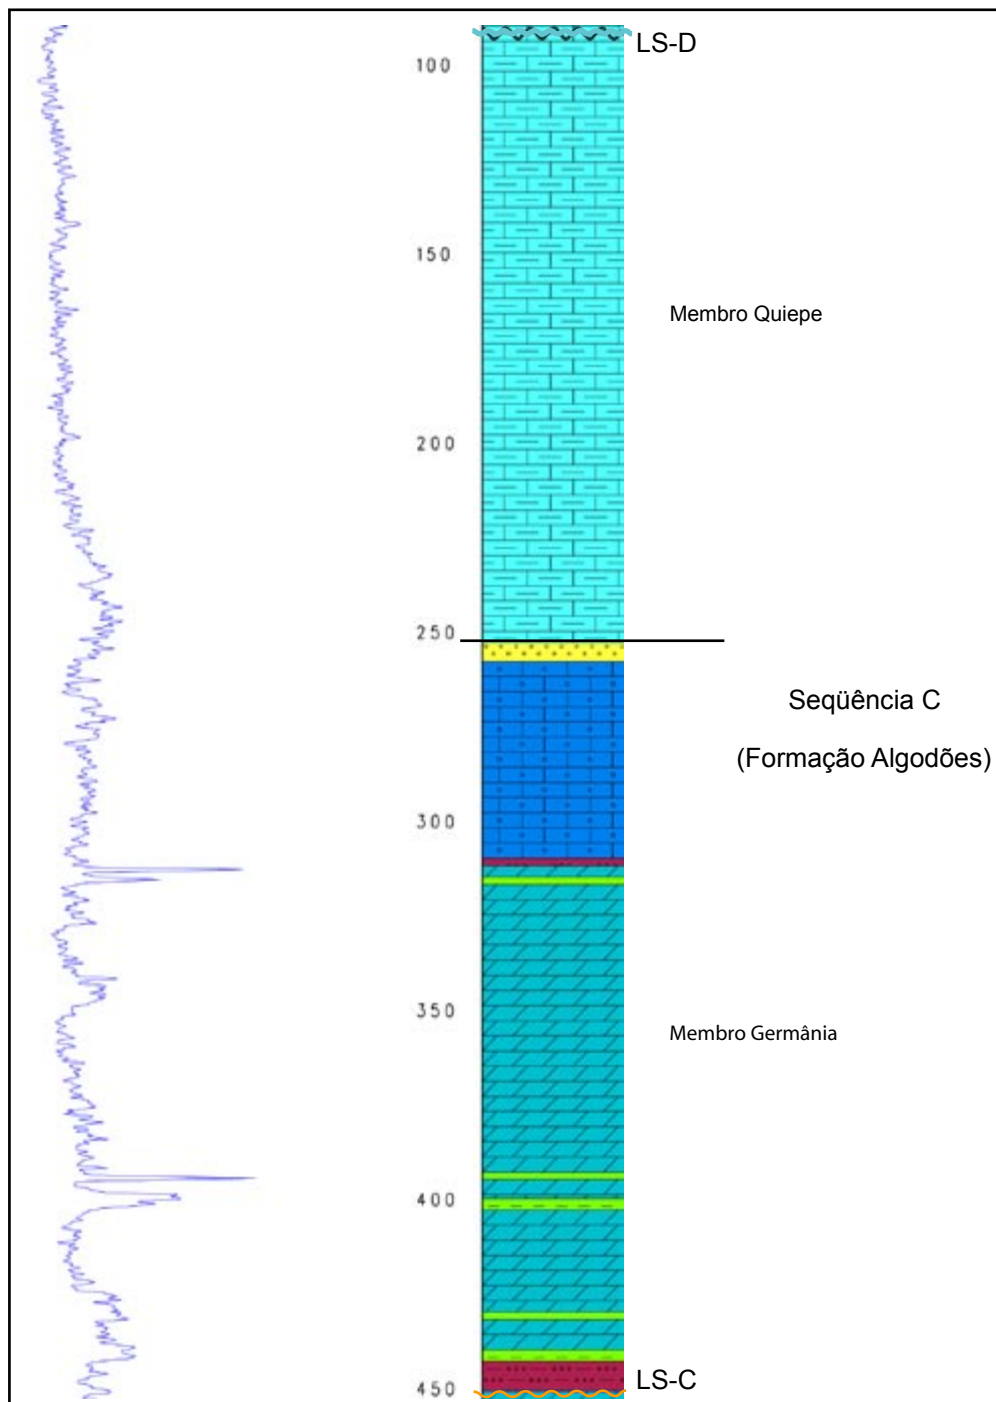 LS-D
100
150
Membro Quiepe
200
250
Seqüência C
(Formação Algodões)
300
350
Membro Germânia
400
LS-C
450